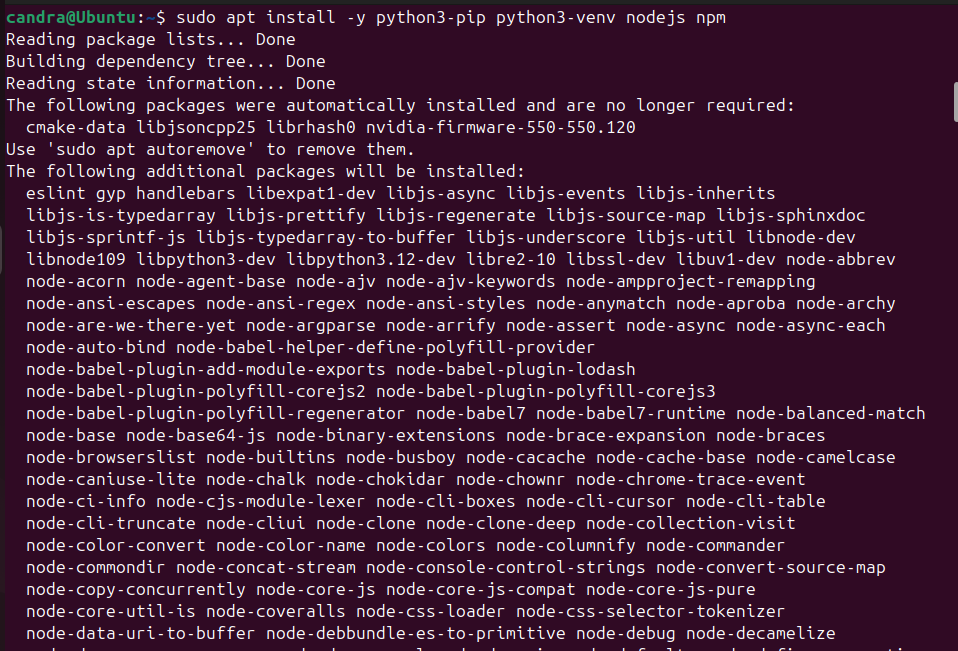 candra@Ubuntu:~$ sudo apt install -y python3-pip python3-venv nodejs npm
Reading package lists... Done
Building dependency tree... Done
Reading state information... Done
The following packages were automatically installed and are no longer required:
  cmake-data libjsoncpp25 librhash0 nvidia-firmware-550-550.120
Use 'sudo apt autoremove' to remove them.
The following additional packages will be installed:
  eslint gyp handlebars libexpat1-dev libjs-async libjs-events libjs-inherits
  libjs-is-typedarray libjs-prettify libjs-regenerate libjs-source-map libjs-sphinxdoc
  libjs-sprintf-js libjs-typedarray-to-buffer libjs-underscore libjs-util libnode-dev
  libnode109 libpython3-dev libpython3.12-dev libre2-10 libssl-dev libuv1-dev node-abbrev
  node-acorn node-agent-base node-ajv node-ajv-keywords node-ampproject-remapping
  node-ansi-escapes node-ansi-regex node-ansi-styles node-anymatch node-aproba node-archy
  node-are-we-there-yet node-argparse node-arrify node-assert node-async node-async-each
  node-auto-bind node-babel-helper-define-polyfill-provider
  node-babel-plugin-add-module-exports node-babel-plugin-lodash
  node-babel-plugin-polyfill-corejs2 node-babel-plugin-polyfill-corejs3
  node-babel-plugin-polyfill-regenerator node-babel7 node-babel7-runtime node-balanced-match
  node-base node-base64-js node-binary-extensions node-brace-expansion node-braces
  node-browserslist node-builtins node-busboy node-cacache node-cache-base node-camelcase
  node-caniuse-lite node-chalk node-chokidar node-chownr node-chrome-trace-event
  node-ci-info node-cjs-module-lexer node-cli-boxes node-cli-cursor node-cli-table
  node-cli-truncate node-cliui node-clone node-clone-deep node-collection-visit
  node-color-convert node-color-name node-colors node-columnify node-commander
  node-commondir node-concat-stream node-console-control-strings node-convert-source-map
  node-copy-concurrently node-core-js node-core-js-compat node-core-js-pure
  node-core-util-is node-coveralls node-css-loader node-css-selector-tokenizer
  node-data-uri-to-buffer node-debbundle-es-to-primitive node-debug node-decamelize